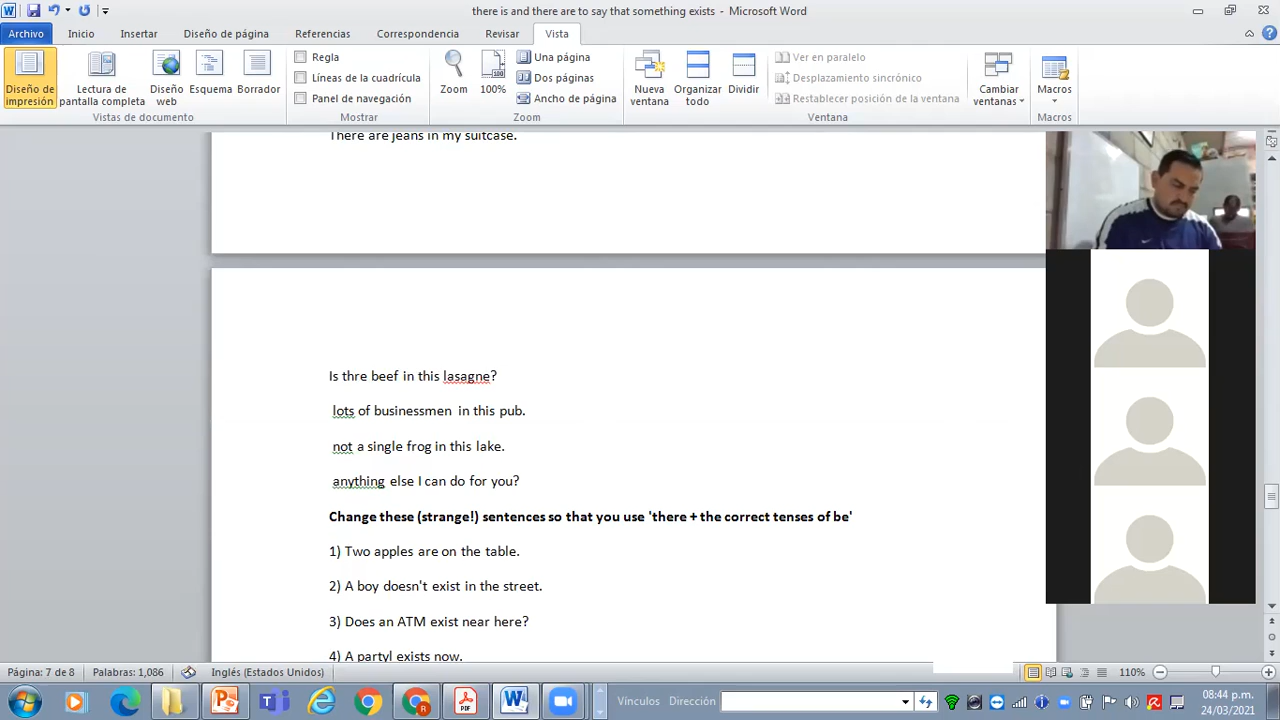 there is and there are to say that something exists - Microsoft Word
Archivo Inicio Insertar Diseño de página Referencias Correspondencia Revisar Vista
Diseño de impresión
Lectura de pantalla completa
Diseño web
Esquema
Borrador
Vistas de documento
Regla
Líneas de la cuadrícula
Panel de navegación
Mostrar
Zoom
100%
Una página
Dos páginas
Ancho de página
Zoom
Nueva ventana
Organizar todo
Dividir
Ver en paralelo
Desplazamiento sincrónico
Restablecer posición de la ventana
Ventana
Cambiar ventanas
Macros
Macros
There are jeans in my suitcase.
Is thre beef in this lasagne?
lots of businessmen in this pub.
not a single frog in this lake.
anything else I can do for you?
Change these (strange!) sentences so that you use 'there + the correct tenses of be'
1) Two apples are on the table.
2) A boy doesn't exist in the street.
3) Does an ATM exist near here?
4) A partyl exists now.
Página: 7 de 8 Palabras: 1,086 Inglés (Estados Unidos) 110%
Vínculos Dirección 08:44 p.m.
24/03/2021